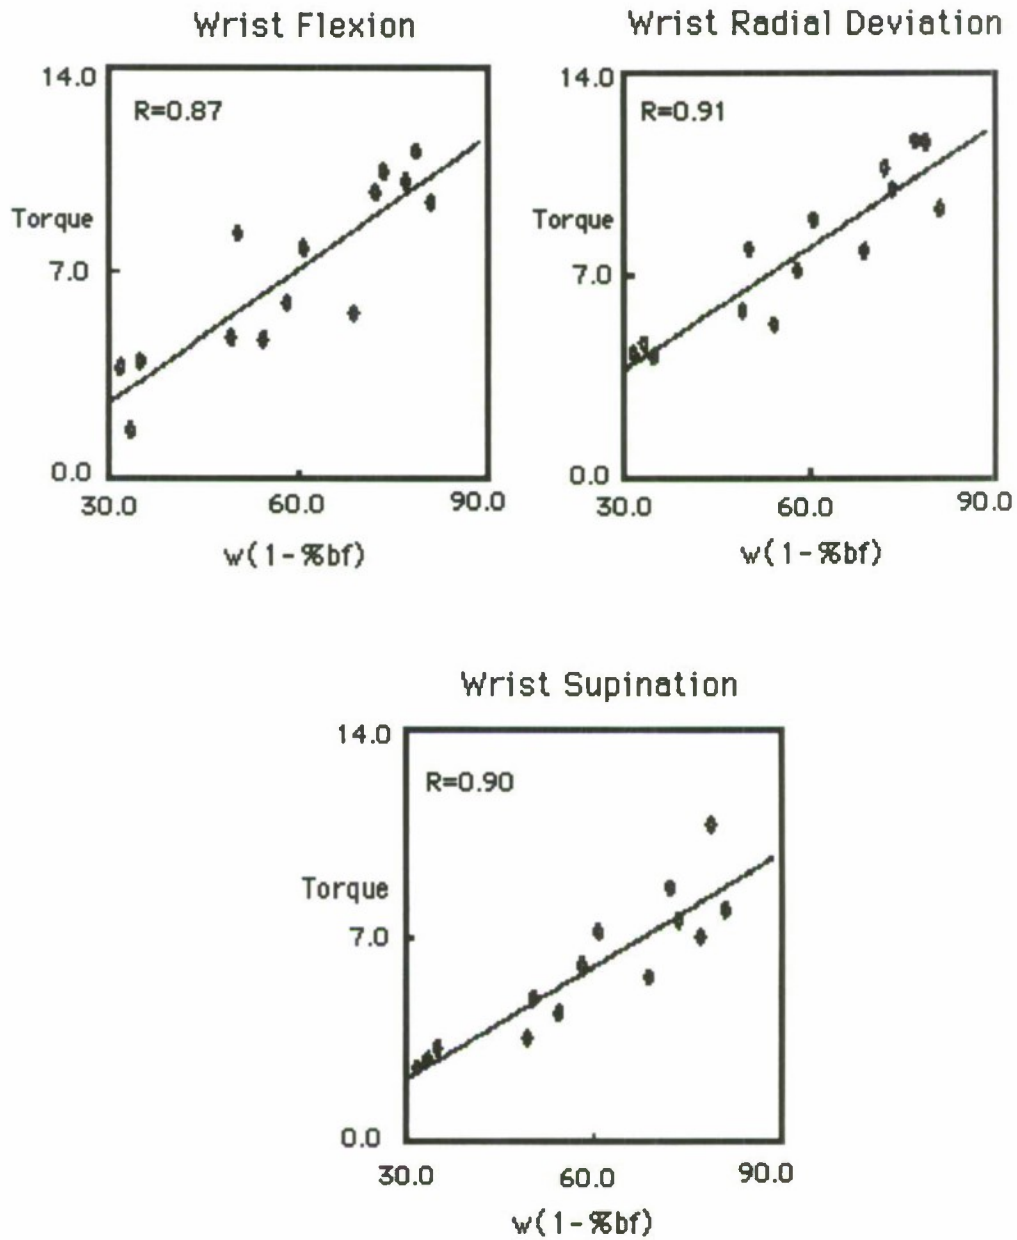 Wrist Flexion
14.0
R=0.87
Torque
7.0
0.0
30.0 60.0 90.0
w(1-%bf)
Wrist Radial Deviation
14.0
R=0.91
Torque
7.0
0.0
30.0 60.0 90.0
w(1-%bf)
Wrist Supination
14.0
R=0.90
Torque
7.0
0.0
30.0 60.0 90.0
w(1-%bf)